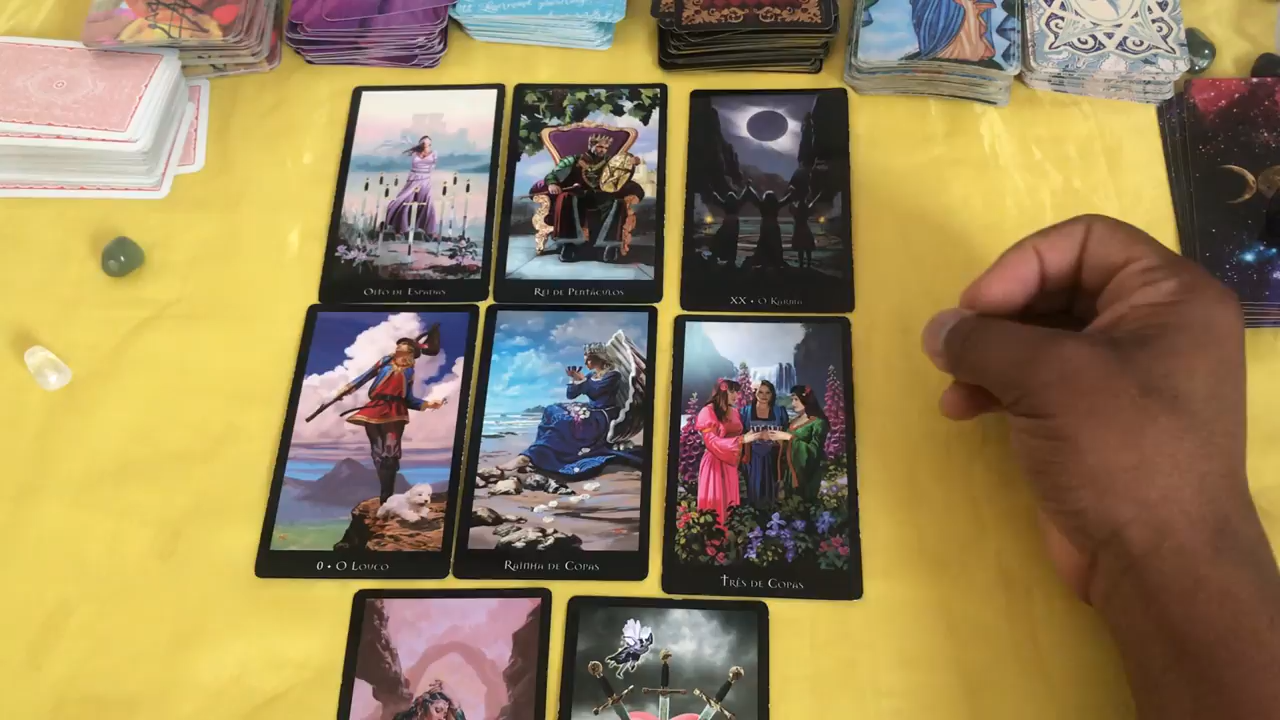 Oito de Espadas
Rei de Pentáculos
XX • O Karma
0 • O Louco
Rainha de Copas
Três de Copas